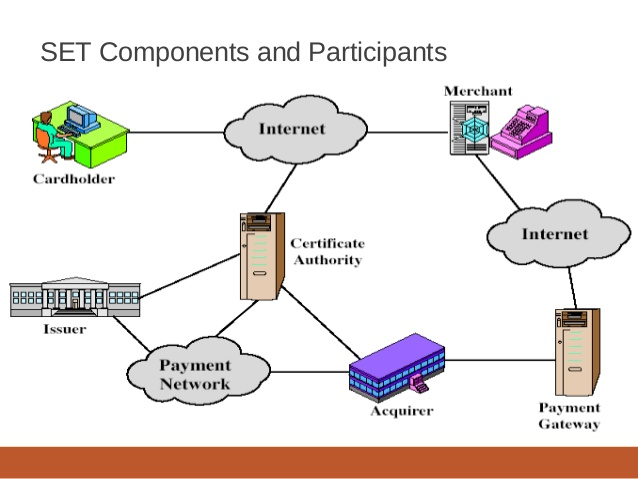 SET Components and Participants
Merchant
Internet
Cardholder
Internet
Certificate
Authority
Issuer
Payment
Network
Acquirer
Payment
Gateway